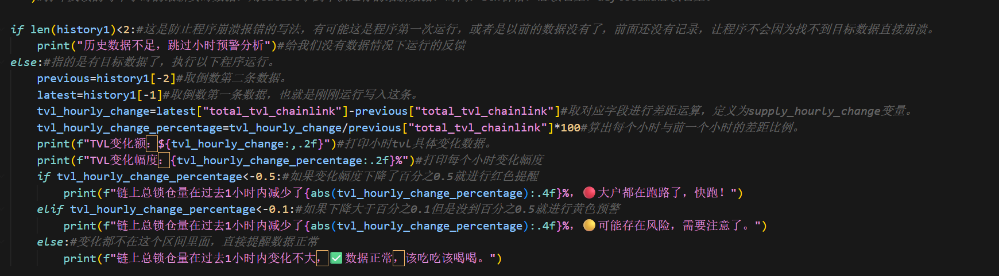 if len(history1)<2:#这是防止程序崩溃报错的写法，有可能这是程序第一次运行，或者是以前的数据没有了，前面还没有记录，让程序不会因为找不到目标数据直接崩溃。
    print("历史数据不足，跳过小时预警分析")#给我们没有数据情况下运行的反馈
else:#指的是有目标数据了，执行以下程序运行。
    previous=history1[-2]#取倒数第二条数据。
    latest=history1[-1]#取倒数第一条数据，也就是刚刚运行写入这条。
    tvl_hourly_change=latest["total_tvl_chainlink"]-previous["total_tvl_chainlink"]#取对应字段进行差距运算，定义为supply_hourly_change变量。
    tvl_hourly_change_percentage=tvl_hourly_change/previous["total_tvl_chainlink"]*100#算出每个小时与前一个小时的差距比例。
    print(f"TVL变化额：${tvl_hourly_change:,.2f}")#打印小时tvl具体变化数据。
    print(f"TVL变化幅度：{tvl_hourly_change_percentage:.2f}%")#打印每个小时变化幅度
    if tvl_hourly_change_percentage<-0.5:#如果变化幅度下降了百分之0.5就进行红色提醒
        print(f"链上总锁仓量在过去1小时内减少了{abs(tvl_hourly_change_percentage):.4f}%，🔴大户都在跑路了，快跑！")
    elif tvl_hourly_change_percentage<-0.1:#如果下降大于百分之0.1但是没到百分之0.5就进行黄色预警
        print(f"链上总锁仓量在过去1小时内减少了{abs(tvl_hourly_change_percentage):.4f}%，🟡可能存在风险，需要注意了。")
    else:#变化都不在这个区间里面，直接提醒数据正常
        print(f"链上总锁仓量在过去1小时内变化不大，✅数据正常，该吃吃该喝喝。")